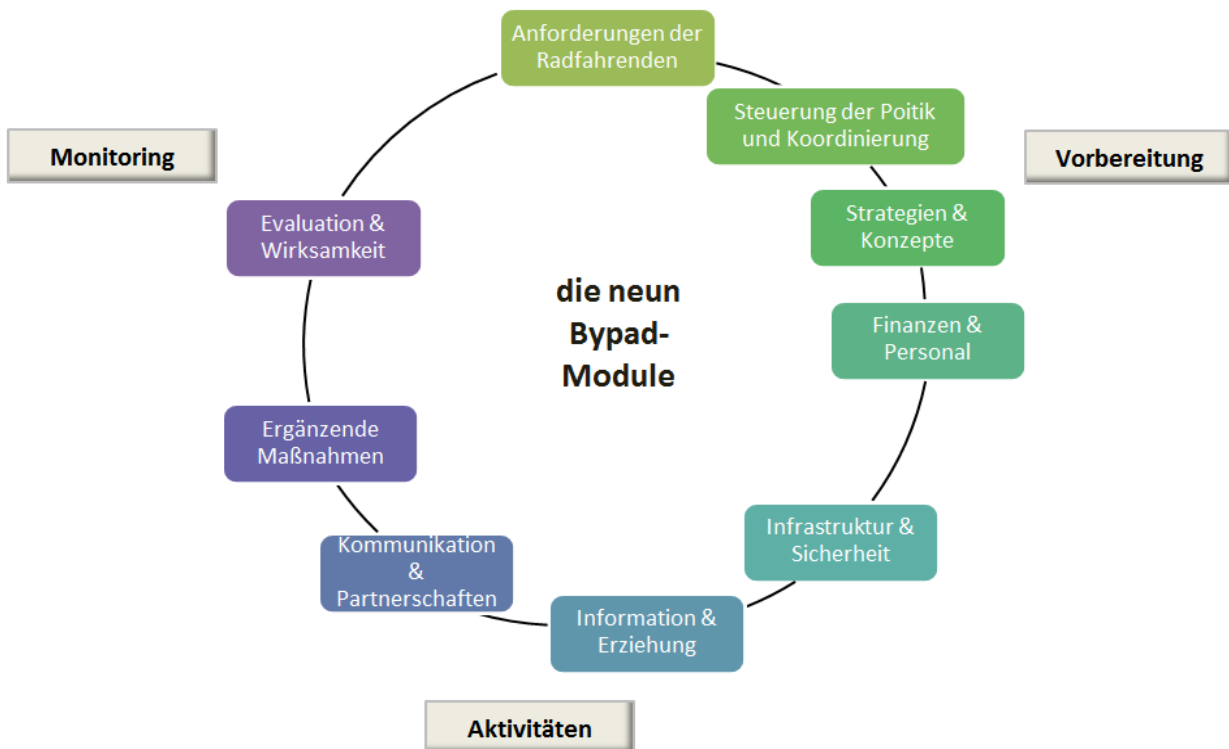 Anforderungen der
Radfahrenden
Steuerung der Poitik
und Koordinierung
Monitoring
Vorbereitung
Strategien &
Konzepte
Evaluation &
Wirksamkeit
die neun
Bypad-
Module
Finanzen &
Personal
Ergänzende
Maßnahmen
Infrastruktur &
Sicherheit
Kommunikation
&
Partnerschaften
Information &
Erziehung
Aktivitäten